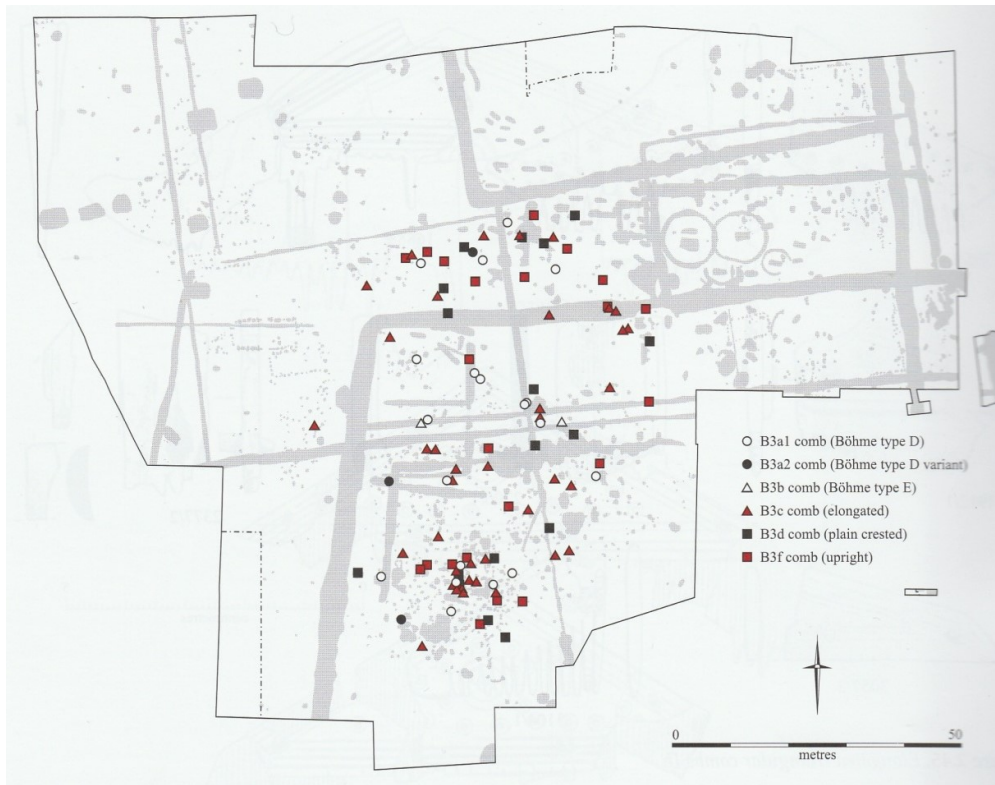 B3a1 comb (Böhme type D)
B3a2 comb (Böhme type D variant)
B3b comb (Böhme type E)
B3c comb (elongated)
B3d comb (plain crested)
B3f comb (upright)
0 50
metres